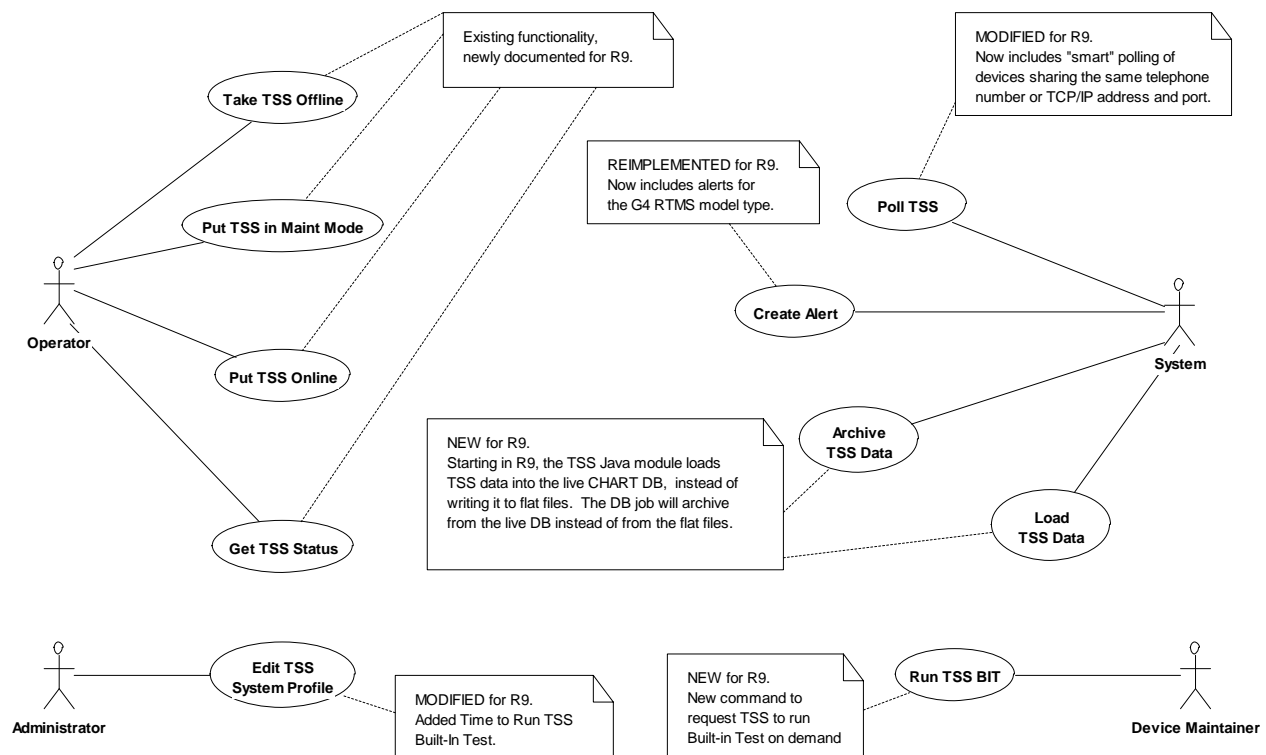 Existing functionality,
newly documented for R9.
MODIFIED for R9.
Now includes "smart" polling of
devices sharing the same telephone
number or TCP/IP address and port.
Take TSS Offline
REIMPLEMENTED for R9.
Now includes alerts for
the G4 RTMS model type.
Put TSS in Maint Mode
Poll TSS
Operator
Create Alert
System
Put TSS Online
NEW for R9.
Starting in R9, the TSS Java module loads
TSS data into the live CHART DB, instead of
writing it to flat files. The DB job will archive
from the live DB instead of from the flat files.
Archive
TSS Data
Get TSS Status
Load
TSS Data
Administrator
Edit TSS
System Profile
MODIFIED for R9.
Added Time to Run TSS
Built-In Test.
NEW for R9.
New command to
request TSS to run
Built-in Test on demand
Run TSS BIT
Device Maintainer